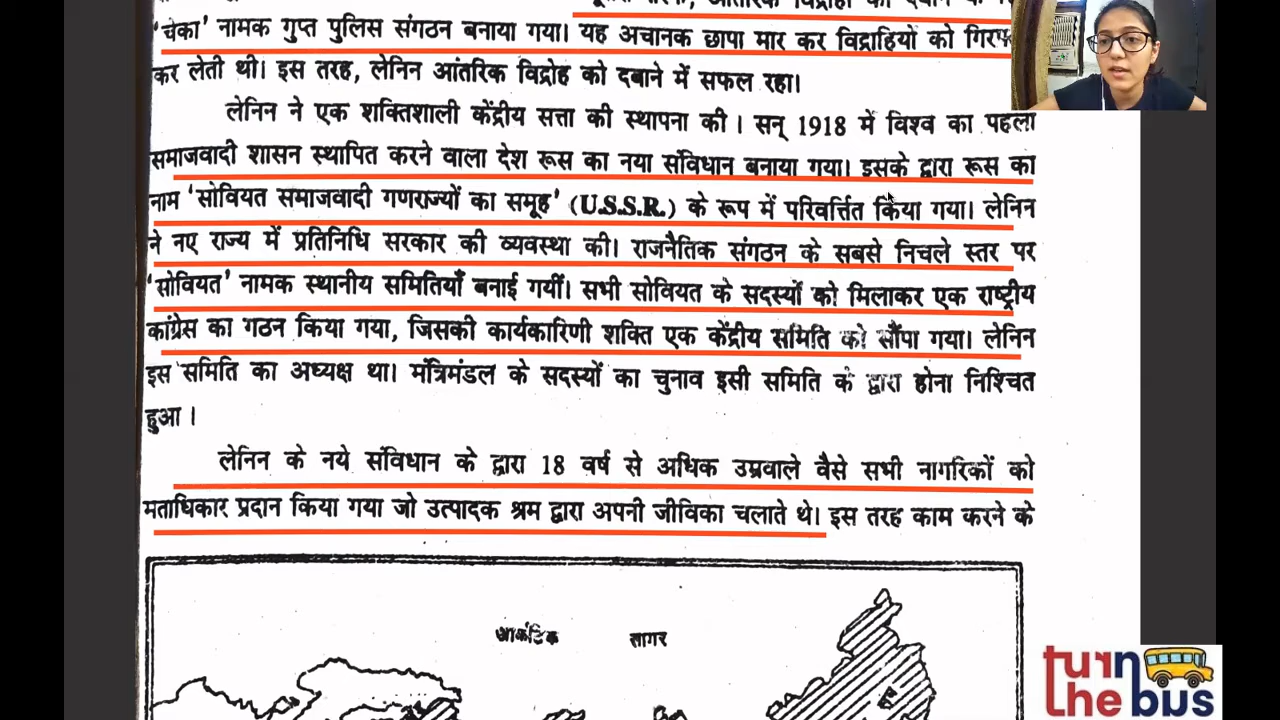 'चेका' नामक गुप्त पुलिस संगठन बनाया गया। यह अचानक छापा मार कर विद्राहियों को
कर लेती थी। इस तरह, लेनिन आंतरिक विद्रोह को दबाने में सफल रहा।
लेनिन ने एक शक्तिशाली केंद्रीय सत्ता की स्थापना की। सन् 1918 में विश्व का पहला
समाजवादी शासन स्थापित करने वाला देश रूस का नया संविधान बनाया गया। इसके द्वारा रूस का
नाम 'सोवियत समाजवादी गणराज्यों का समूह' (U.S.S.R.) के रूप में परिवर्त्तित किया गया। लेनिन
ने नए राज्य में प्रतिनिधि सरकार की व्यवस्था की। राजनैतिक संगठन के सबसे निचले स्तर पर
'सोवियत' नामक स्थानीय समितियाँ बनाई गयीं। सभी सोवियत के सदस्यों को मिलाकर एक राष्ट्रीय
कांग्रेस का गठन किया गया, जिसकी कार्यकारिणी शक्ति एक केंद्रीय समिति को सौंपा गया। लेनिन
इस समिति का अध्यक्ष था। मंत्रिमंडल के सदस्यों का चुनाव इसी समिति के द्वारा होना निश्चित
हुआ।
लेनिन के नये संविधान के द्वारा 18 वर्ष से अधिक उम्रवाले वैसे सभी नागरिकों को
मताधिकार प्रदान किया गया जो उत्पादक श्रम द्वारा अपनी जीविका चलाते थे। इस तरह काम करने के
सागर
turn
the bus